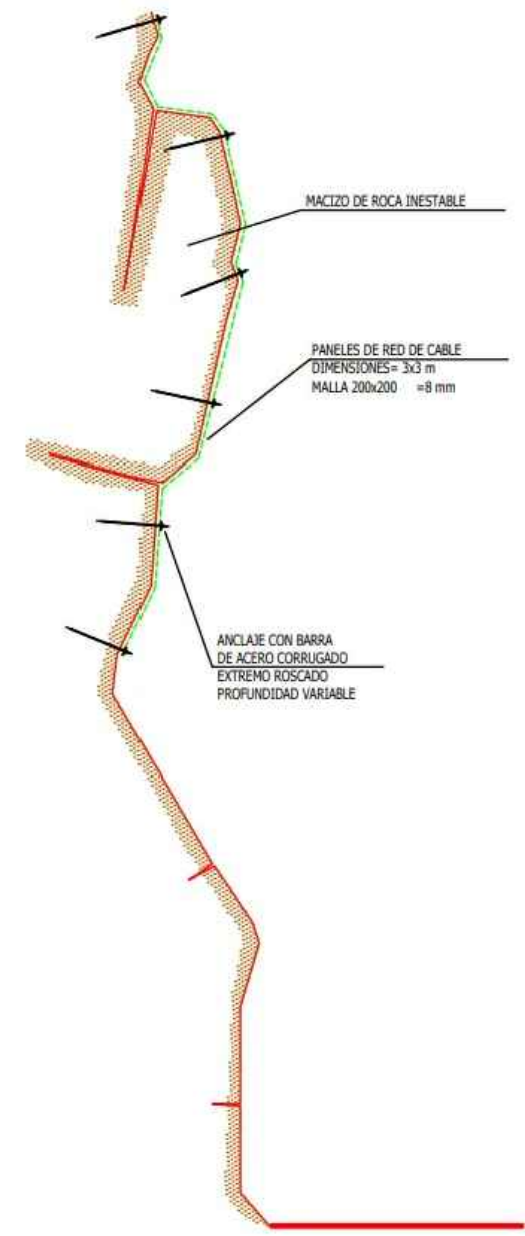 MACIZO DE ROCA INESTABLE
PANELES DE RED DE CABLE
DIMENSIONES= 3x3 m
MALLA 200x200 =8 mm
ANCLAJE CON BARRA
DE ACERO CORRUGADO
EXTREMO ROSCADO
PROFUNDIDAD VARIABLE